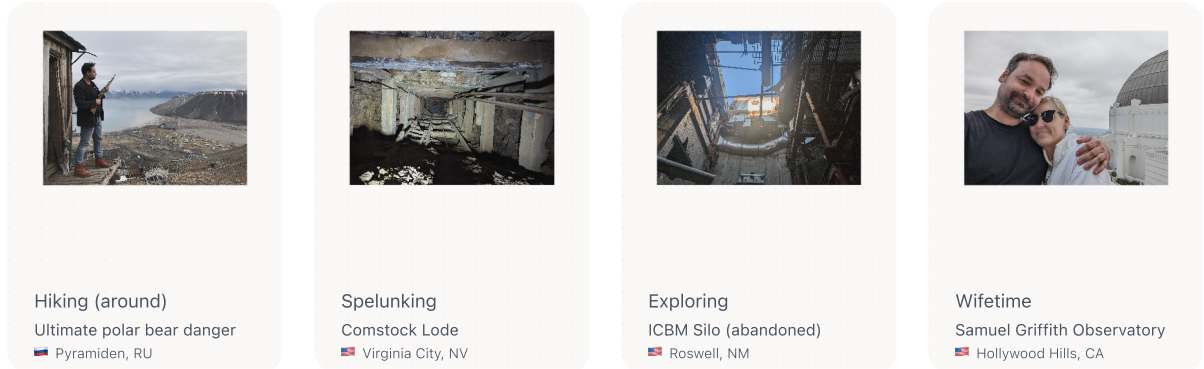 Hiking (around)
Ultimate polar bear danger
Pyramiden, RU
Spelunking
Comstock Lode
Virginia City, NV
Exploring
ICBM Silo (abandoned)
Roswell, NM
Wifetime
Samuel Griffith Observatory
Hollywood Hills, CA